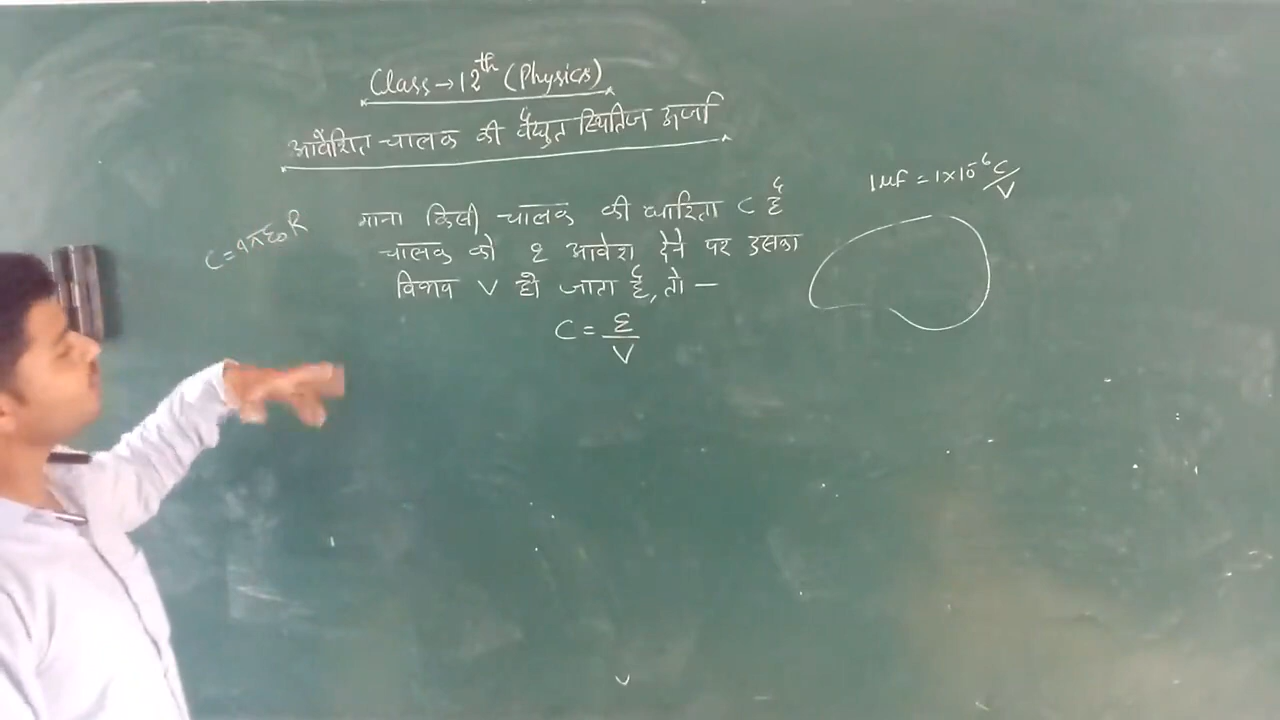 Class→12th (Physics)
आवेशित चालक की वैद्युत स्थितिज ऊर्जा
1μF = 1×10⁻⁶ C/V
C=4πε₀R
माना किसी चालक की धारिता C है
चालक को q आवेश देने पर उसका
विभव V हो जाता है, तो —
C = q/V